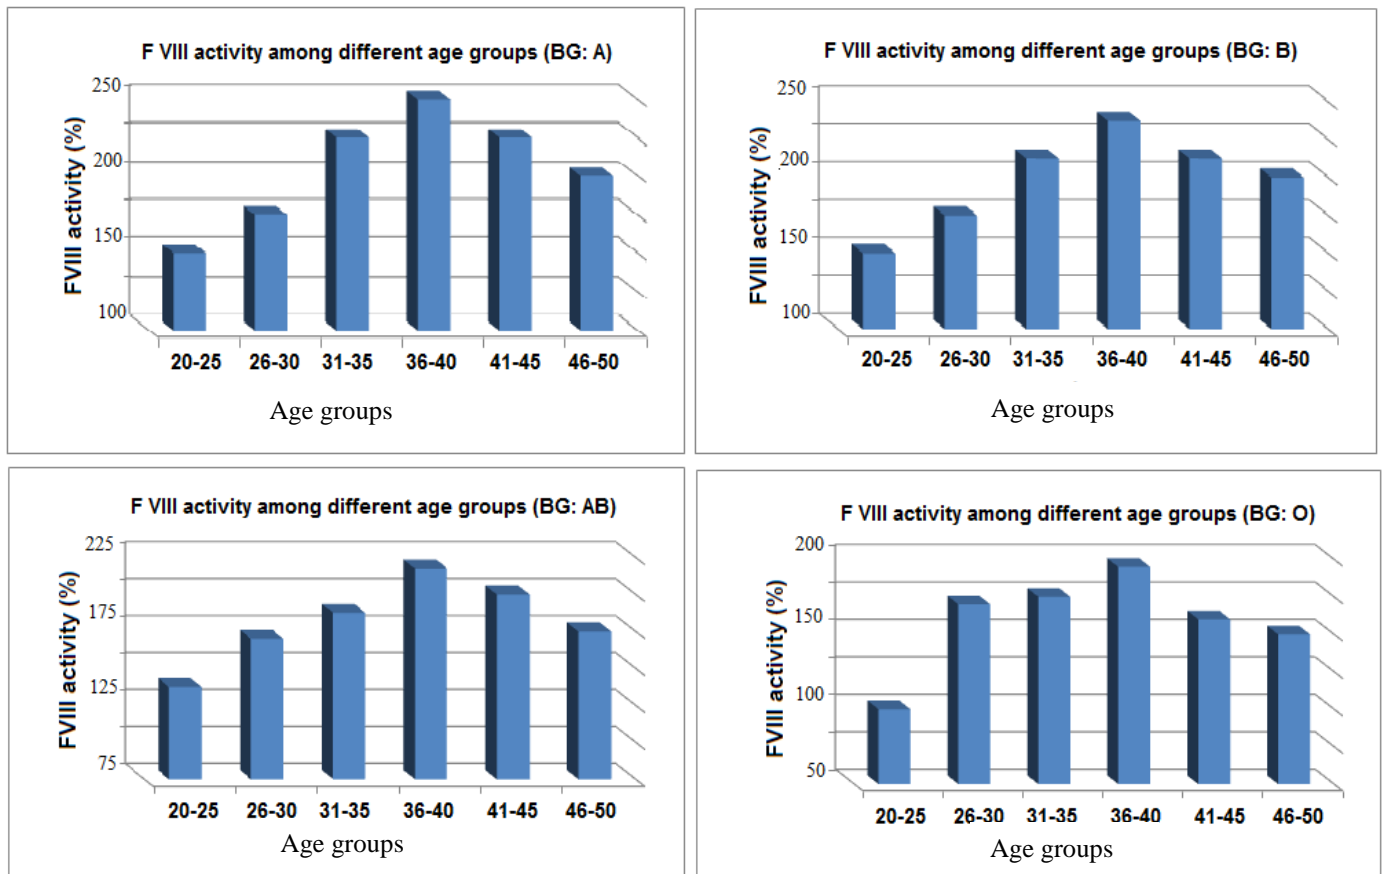 F VIII activity among different age groups (BG: A)
FVIII activity (%)
250
200
150
100
20-25 26-30 31-35 36-40 41-45 46-50
Age groups
F VIII activity among different age groups (BG: B)
FVIII activity (%)
250
200
150
100
20-25 26-30 31-35 36-40 41-45 46-50
Age groups
F VIII activity among different age groups (BG: AB)
FVIII activity (%)
225
175
125
75
20-25 26-30 31-35 36-40 41-45 46-50
Age groups
F VIII activity among different age groups (BG: O)
FVIII activity (%)
200
150
100
50
20-25 26-30 31-35 36-40 41-45 46-50
Age groups